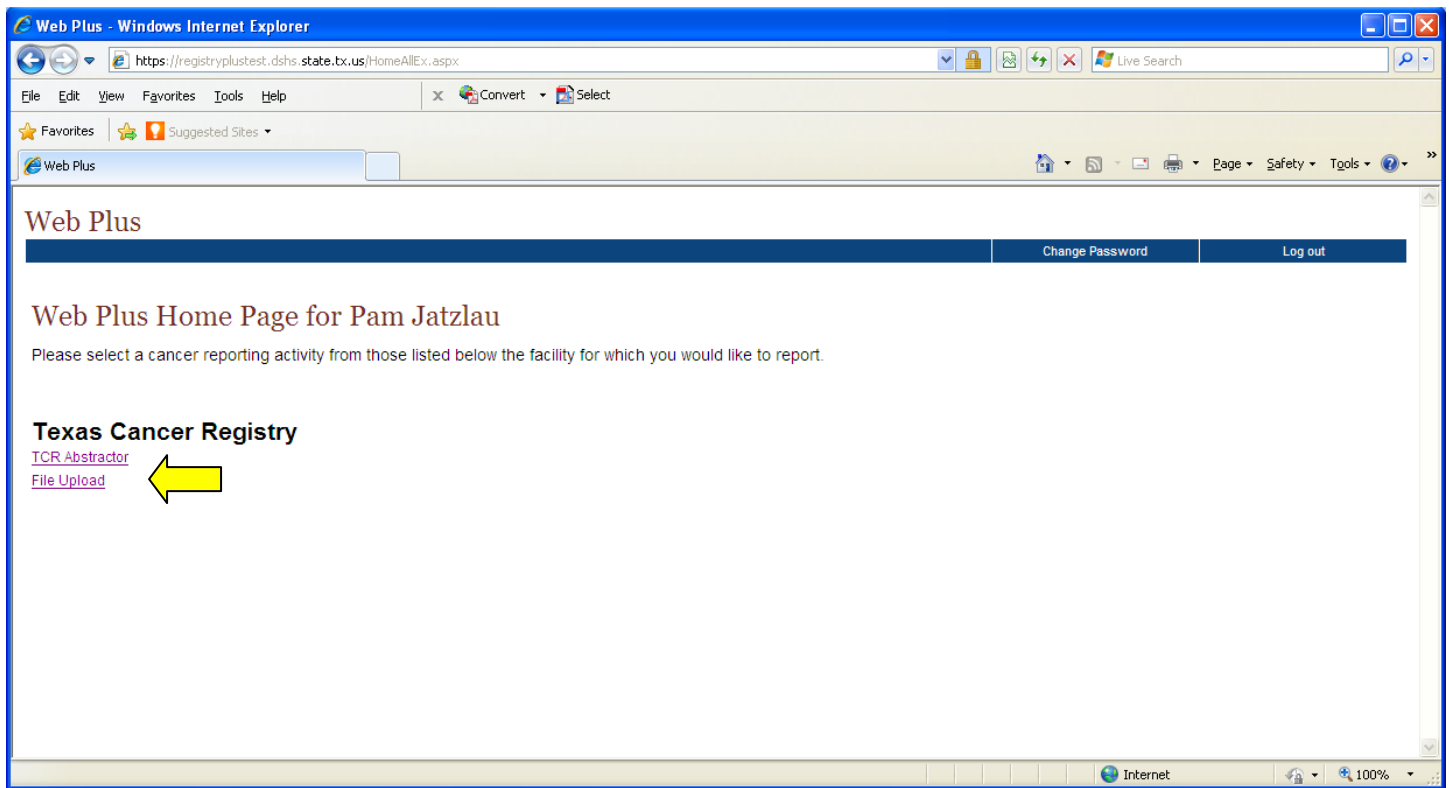 Web Plus - Windows Internet Explorer
https://registryplustest.dshs.state.tx.us/HomeAllEx.aspx
Live Search
File Edit View Favorites Tools Help x Convert Select
Favorites Suggested Sites
Web Plus Page Safety Tools »
Web Plus
Change Password Log out
Web Plus Home Page for Pam Jatzlau
Please select a cancer reporting activity from those listed below the facility for which you would like to report.
Texas Cancer Registry
TCR Abstractor
File Upload
Internet 100%